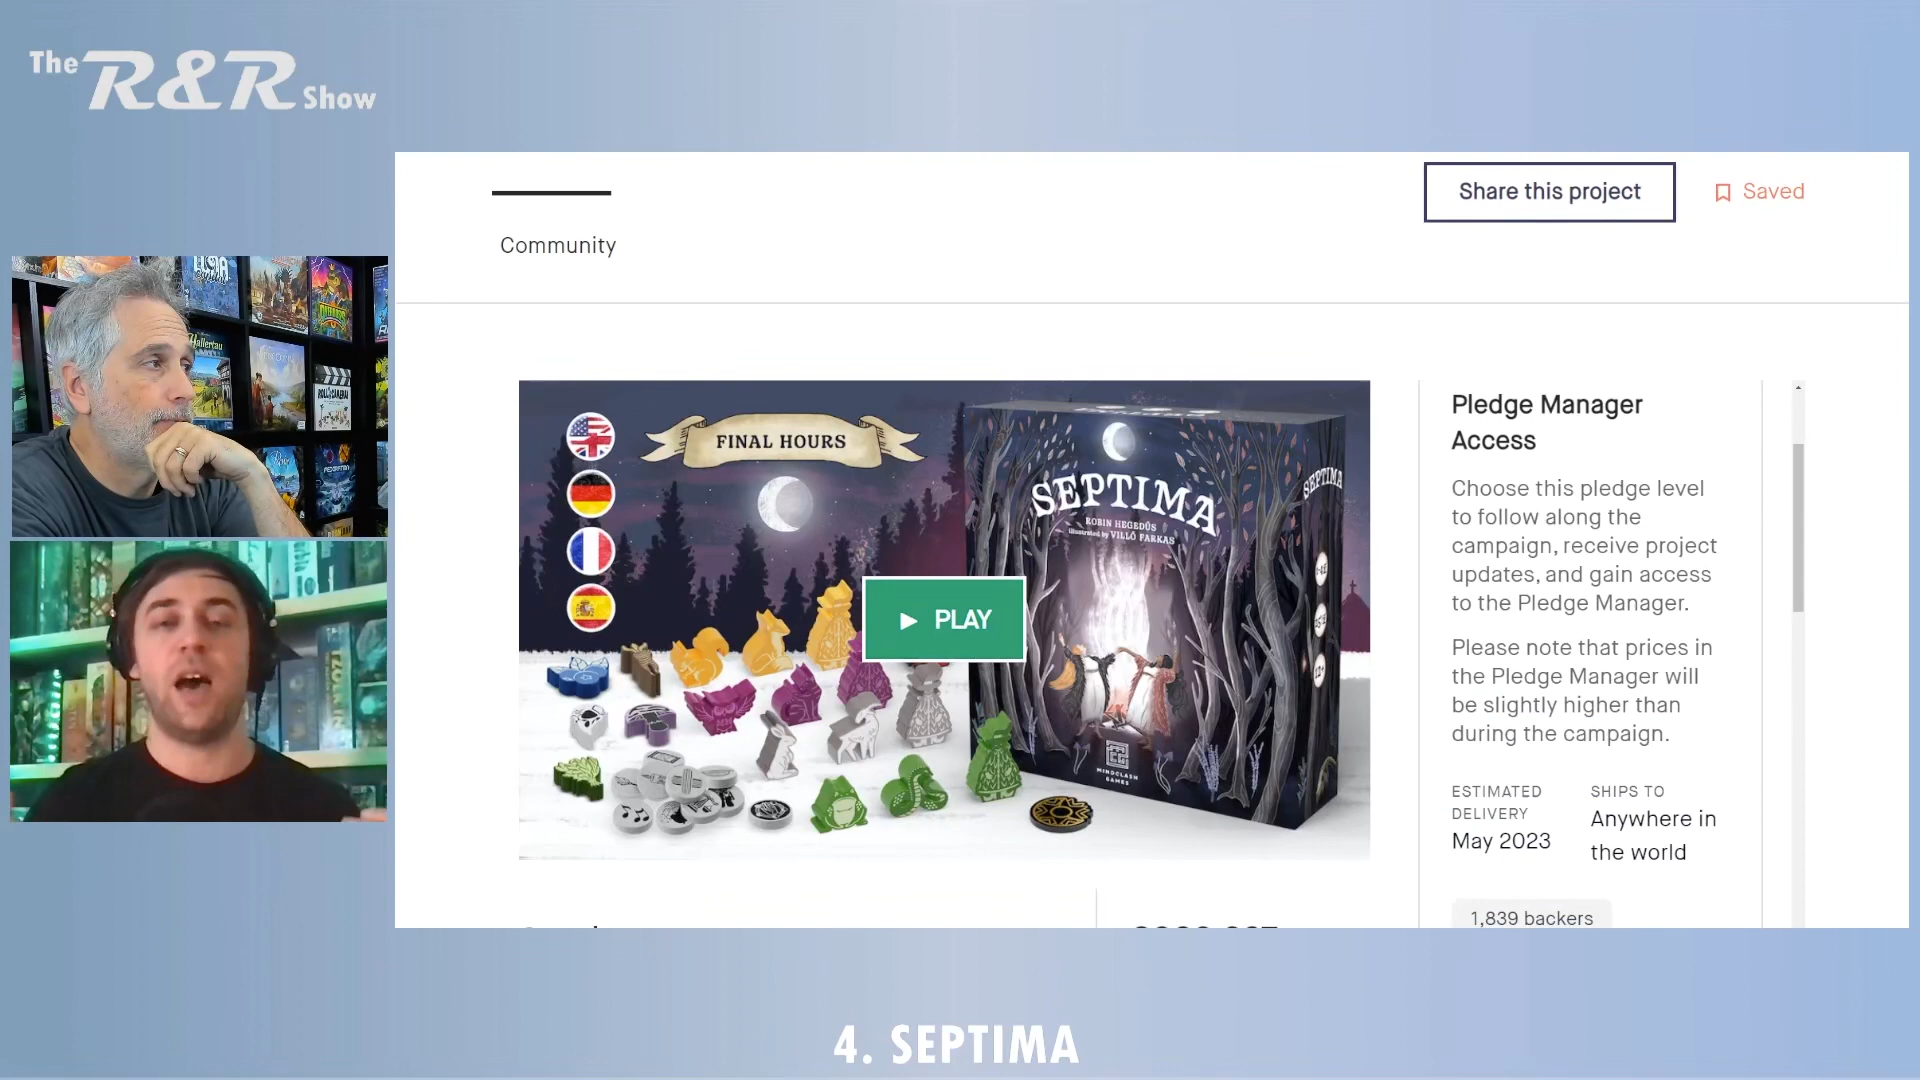 The R&R Show
Share this project
Saved
Community
Hallertau
FINAL HOURS
SEPTIMA
ROBIN HEGEDŰS
illustrated by VILLŐ FARKAS
SEPTIMA
MINDCLASH
GAMES
PLAY
Pledge Manager
Access
Choose this pledge level
to follow along the
campaign, receive project
updates, and gain access
to the Pledge Manager.
Please note that prices in
the Pledge Manager will
be slightly higher than
during the campaign.
ESTIMATED
DELIVERY
May 2023
SHIPS TO
Anywhere in
the world
1,839 backers
4. SEPTIMA